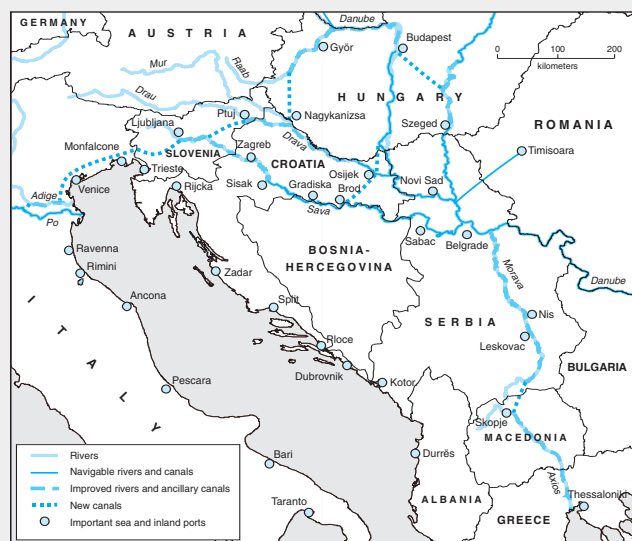 GERMANY
AUSTRIA
Danube
Budapest
Györ
0 100 200
kilometers
Mur
Raab
Drau
HUNGARY
Ptuj
Nagykanizsa
Ljubljana
Szeged
ROMANIA
Drava
Monfalcone
SLOVENIA
Zagreb
Timisoara
Trieste
CROATIA
Osijek
Venice
Rijcka
Sisak
Gradiska
Brod
Novi Sad
Adige
Po
Sava
Sabac
Belgrade
Ravenna
BOSNIA-
HERCEGOVINA
Rimini
Zadar
Morava
Danube
Ancona
Split
SERBIA
Nis
ITALY
Rloce
Leskovac
Dubrovnik
BULGARIA
Pescara
Kotor
Skopje
MACEDONIA
Rivers
Navigable rivers and canals
Improved rivers and ancillary canals
New canals
Important sea and inland ports
Bari
Durrës
Axios
Taranto
ALBANIA
Thessaloniki
GREECE